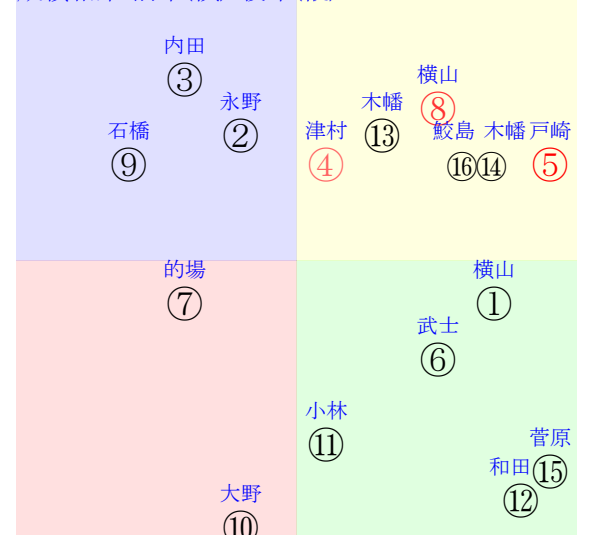 内田
③
横山
⑧
永野
②
木幡
⑬
石橋
⑨
津村
④
鮫島
⑯
木幡
⑭
戸崎
⑤
的場
⑦
横山
①
武士
⑥
小林
⑪
菅原
⑮
和田
⑫
大野
⑩